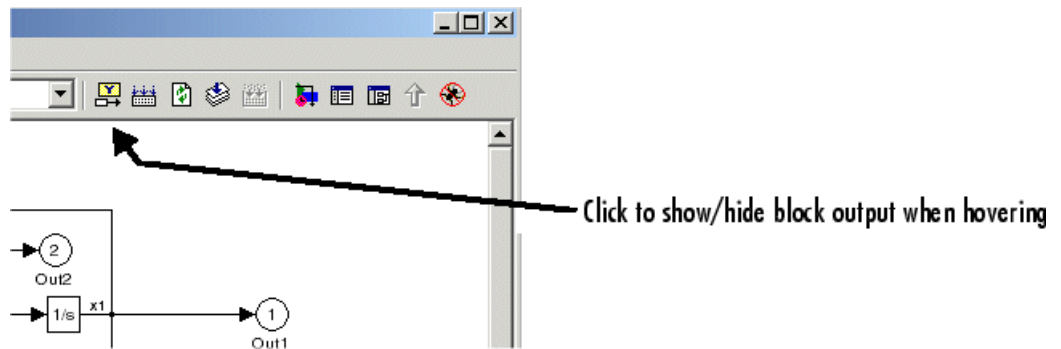 Y
Click to show/hide block output when hovering
2
Out2
1/s
x1
1
Out1